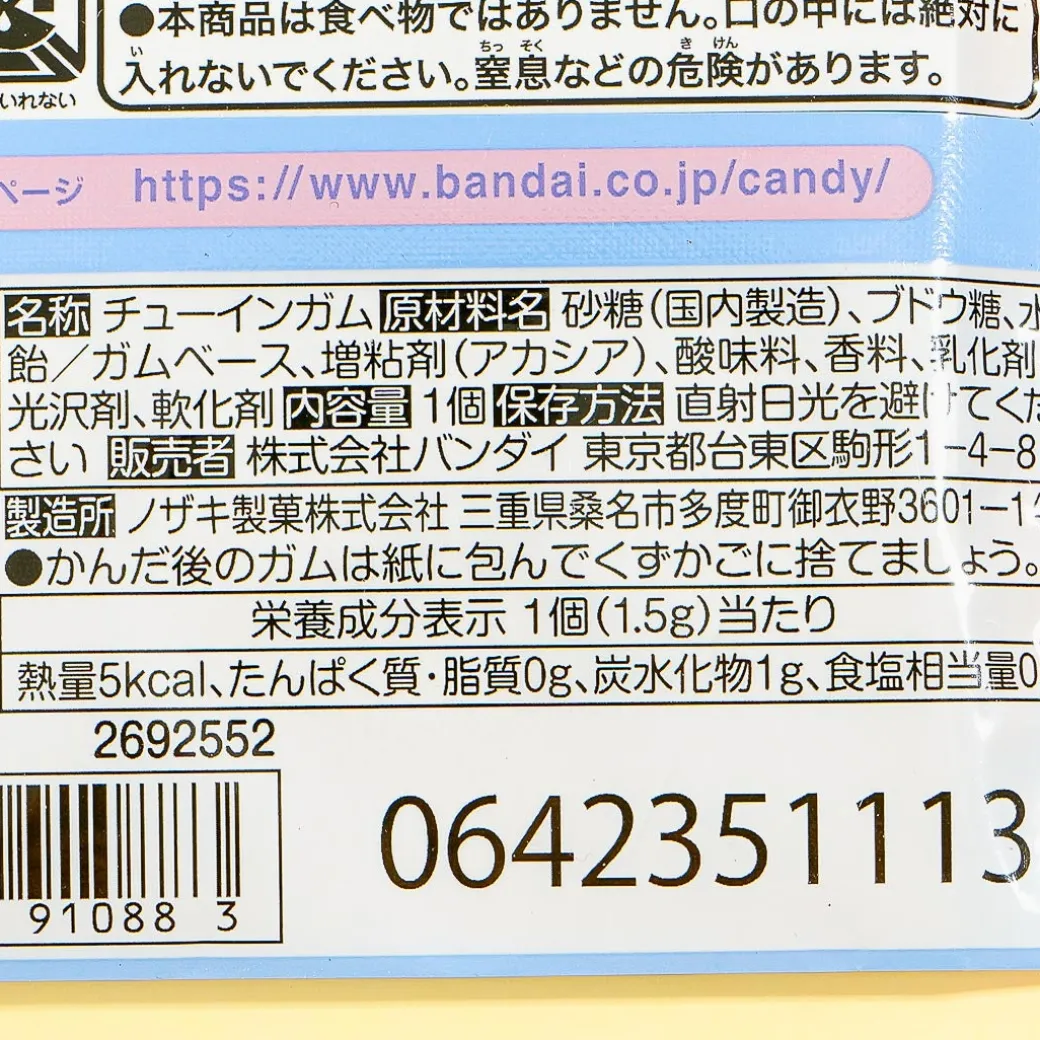 ●本商品は食べ物ではありません。口の中には絶対に
入れないでください。窒息などの危険があります。
い ちっ そく き けん
いれない
ページ https://www.bandai.co.jp/candy/
名称 チューインガム 原材料名 砂糖(国内製造)、ブドウ糖、水
飴/ガムベース、増粘剤(アカシア)、酸味料、香料、乳化剤
光沢剤、軟化剤 内容量 1個 保存方法 直射日光を避けてくだ
さい 販売者 株式会社バンダイ 東京都台東区駒形1-4-8
製造所 ノザキ製菓株式会社 三重県桑名市多度町御衣野3601-14
●かんだ後のガムは紙に包んでくずかごに捨てましょう。
栄養成分表示 1個(1.5g)当たり
熱量5kcal、たんぱく質・脂質0g、炭水化物1g、食塩相当量0
2692552
91088 3
0642351113